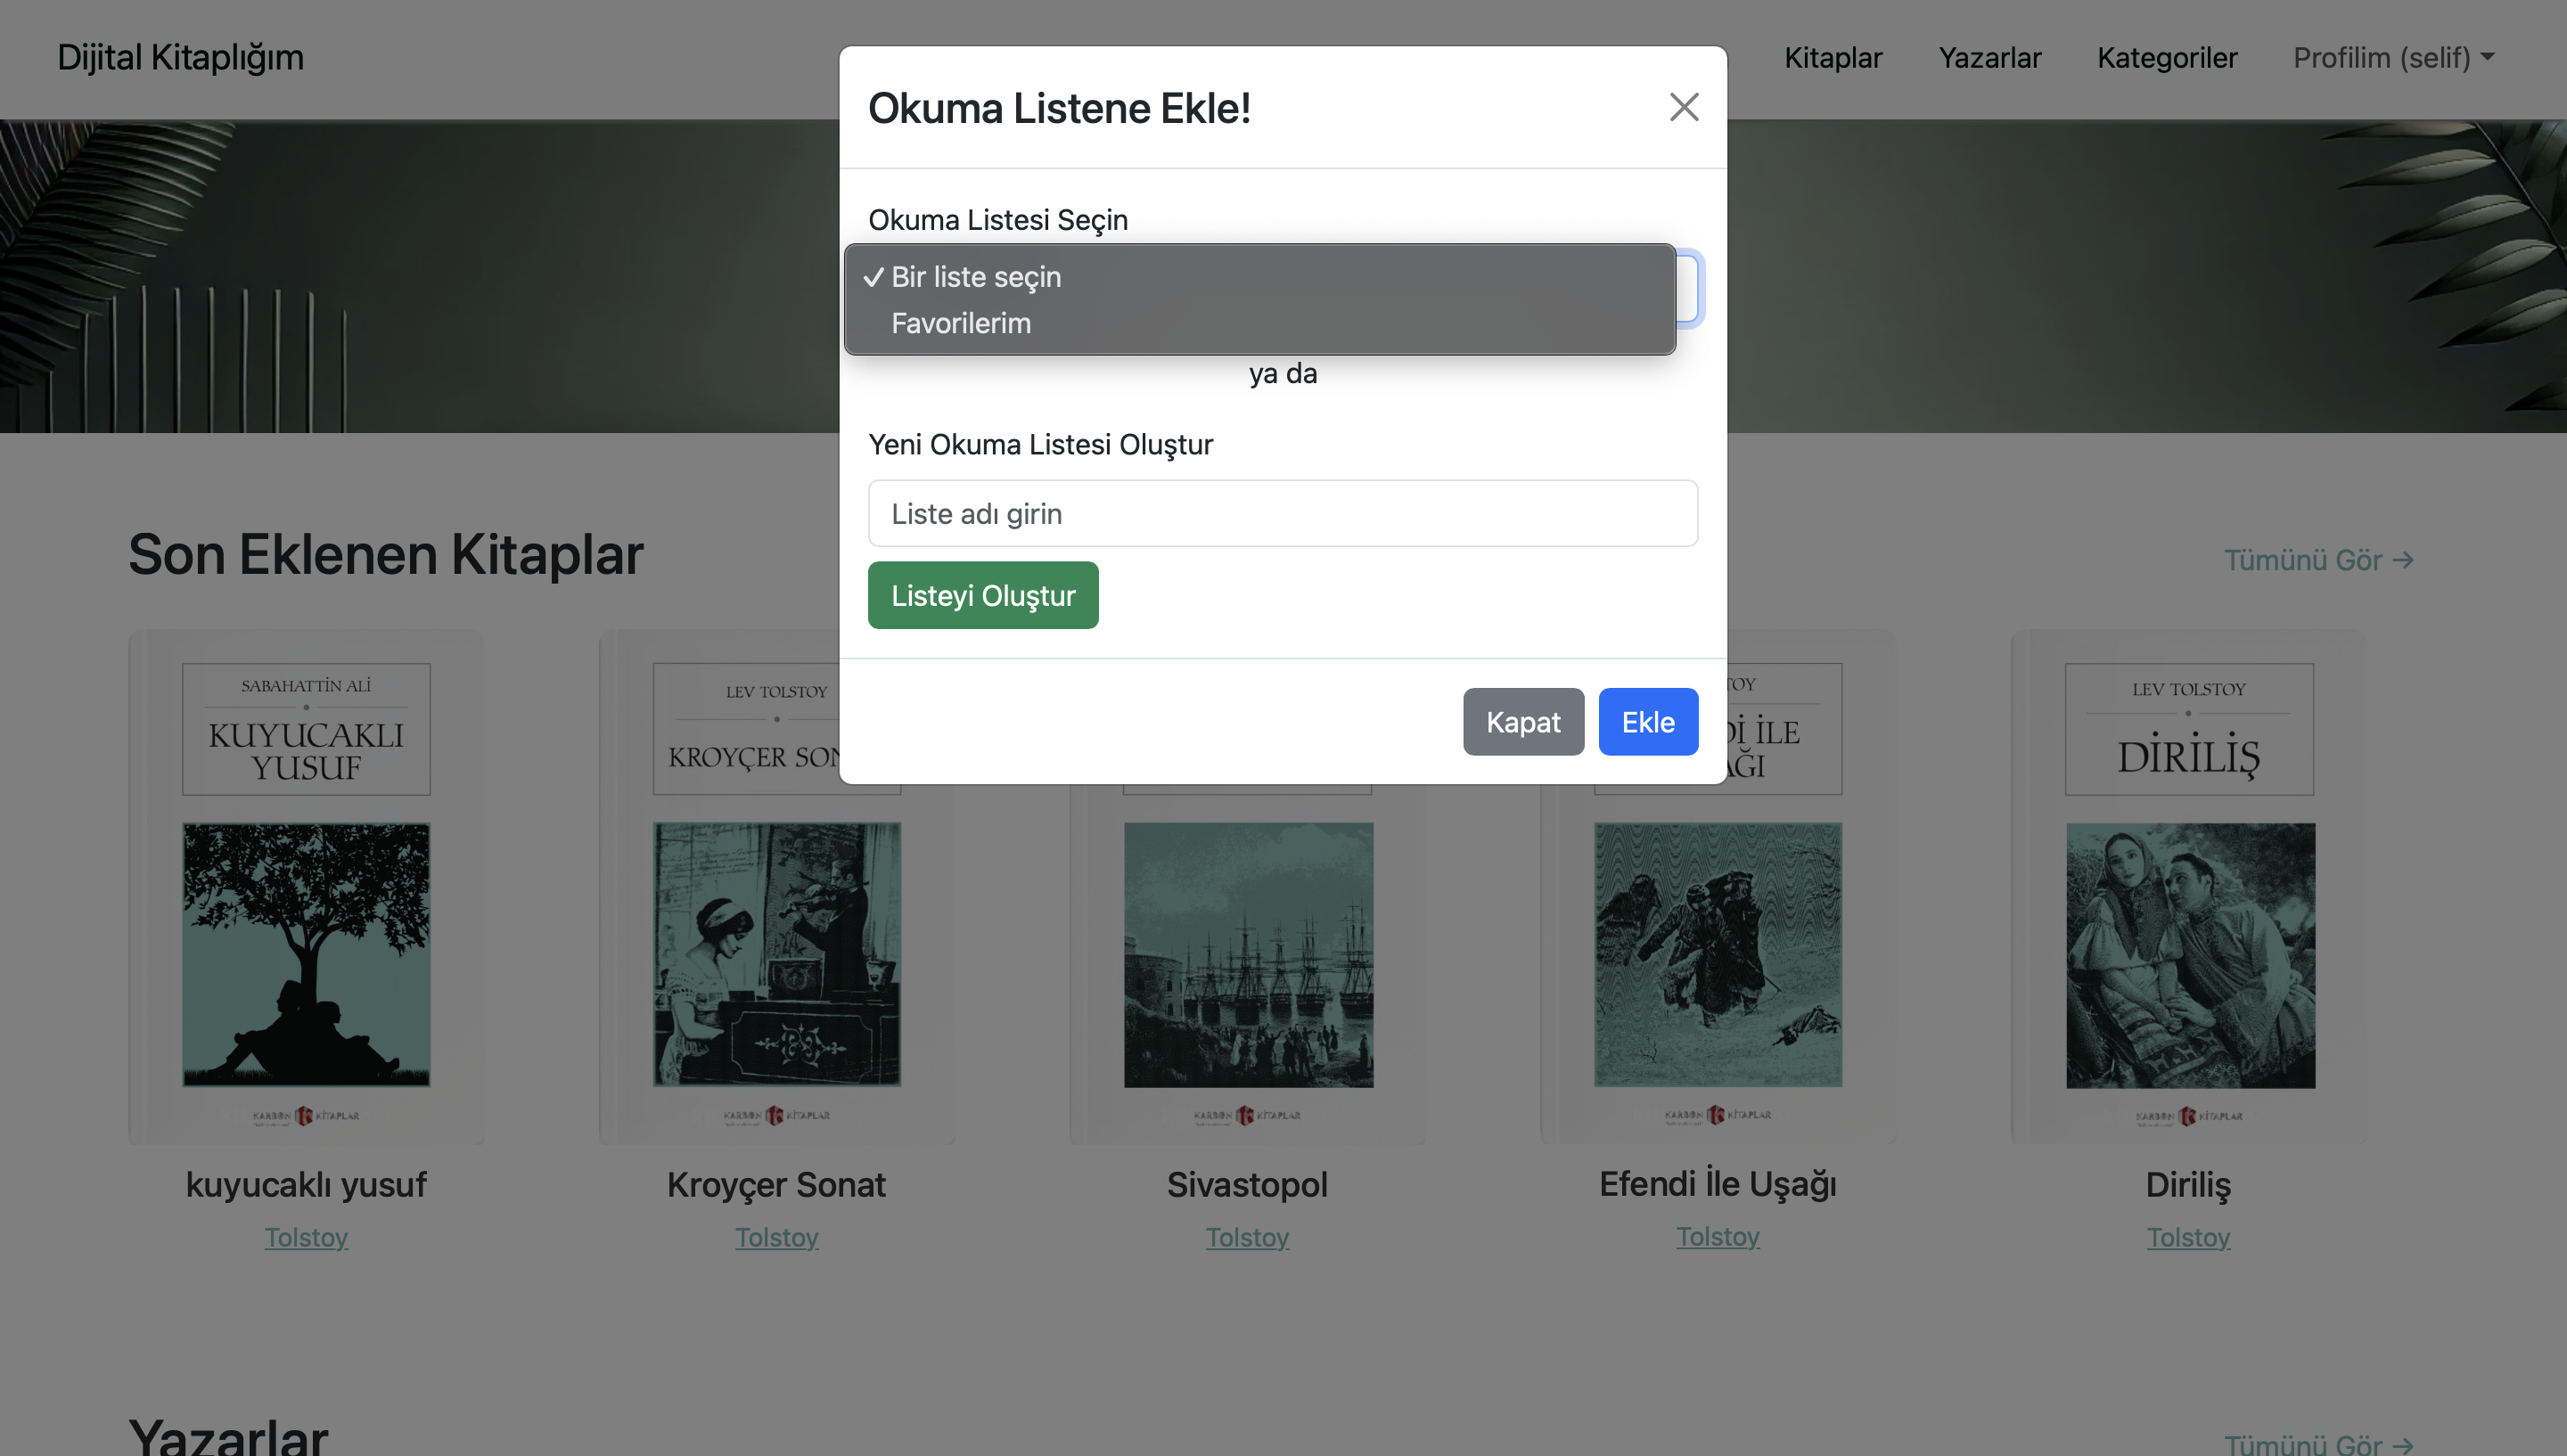 Dijital Kitaplığım
Kitaplar
Yazarlar
Kategoriler
Profilim (selif)
Okuma Listene Ekle!
Okuma Listesi Seçin
Bir liste seçin
Favorilerim
ya da
Yeni Okuma Listesi Oluştur
Liste adı girin
Listeyi Oluştur
Kapat
Ekle
Son Eklenen Kitaplar
Tümünü Gör →
SABAHATTİN ALİ
KUYUCAKLI
YUSUF
KARBON KİTAPLAR
kuyucaklı yusuf
Tolstoy
LEV TOLSTOY
KROYÇER SON
KARBON KİTAPLAR
Kroyçer Sonat
Tolstoy
KARBON KİTAPLAR
Sivastopol
Tolstoy
TOY
Dİ İLE
AĞI
KARBON KİTAPLAR
Efendi İle Uşağı
Tolstoy
LEV TOLSTOY
DİRİLİŞ
KARBON KİTAPLAR
Diriliş
Tolstoy
Yazarlar
Tümünü Gör →